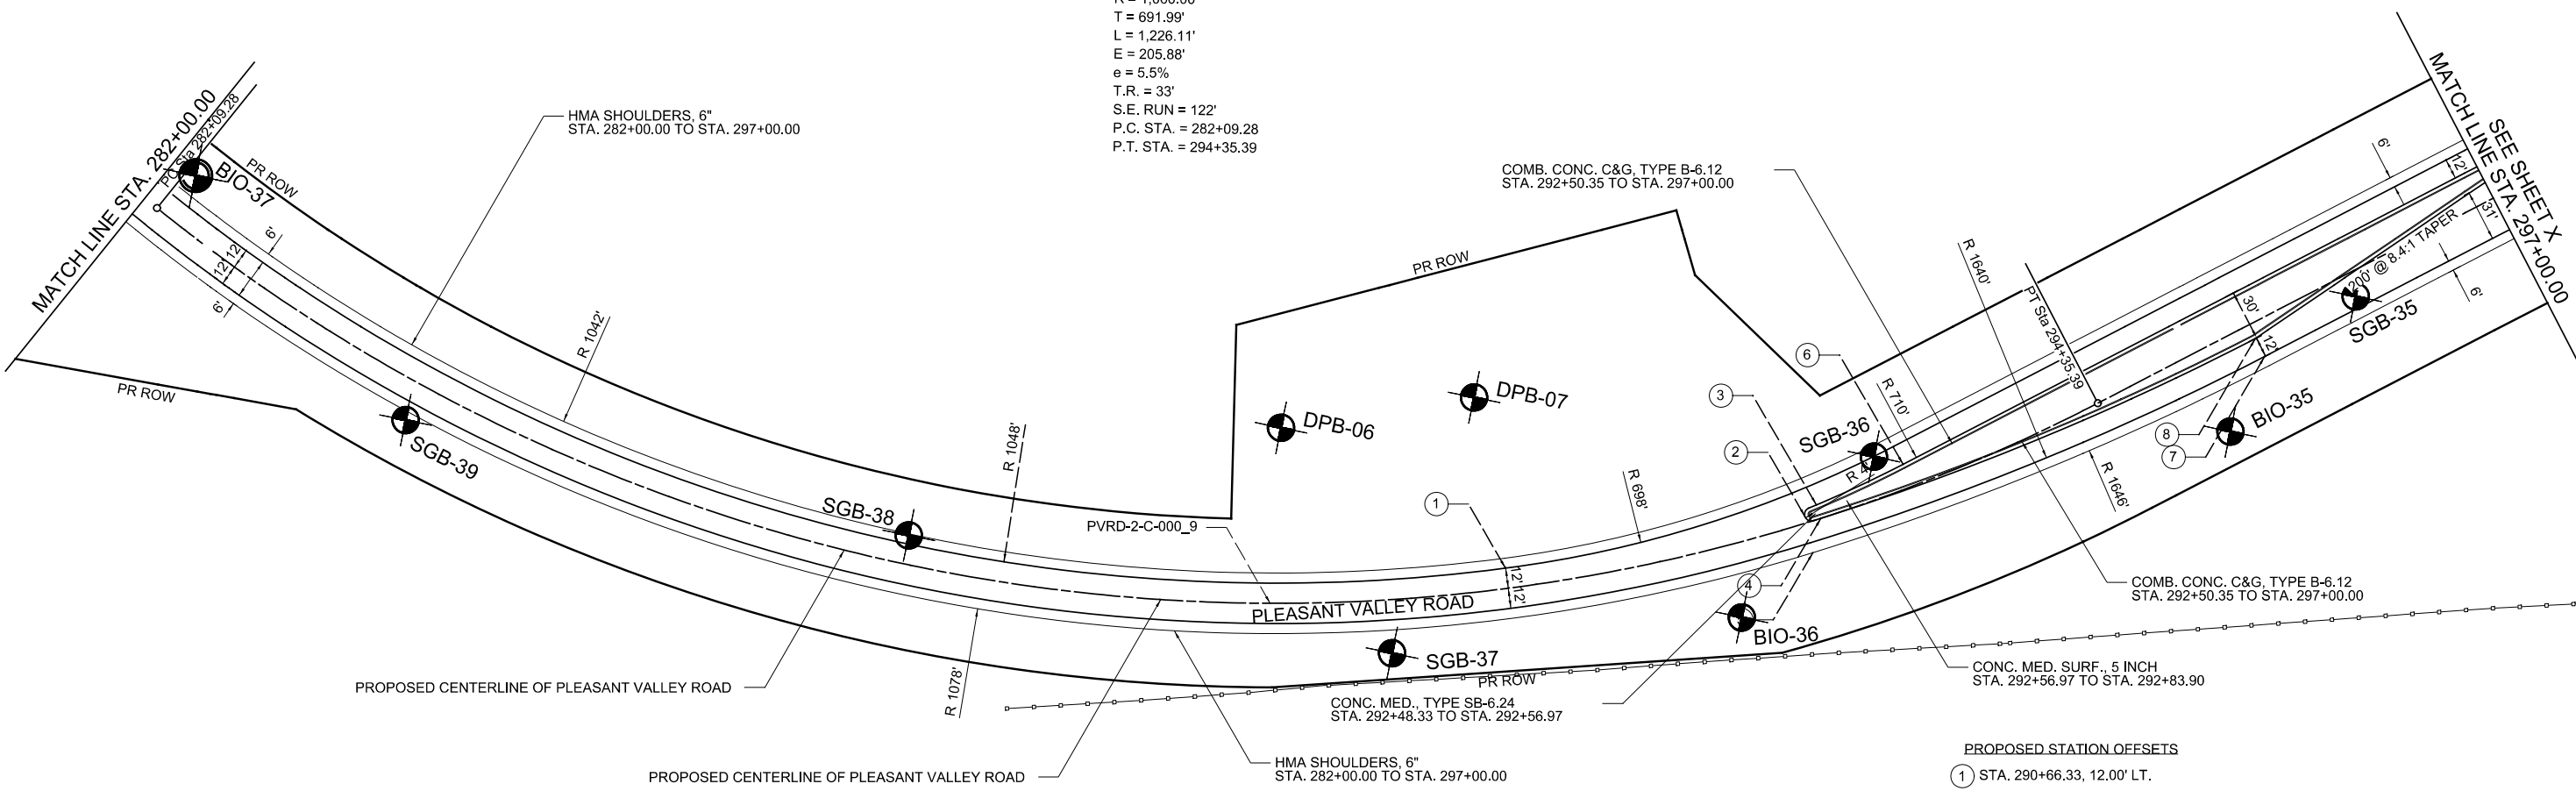 T = 691.99'
L = 1,226.11'
E = 205.88'
e = 5.5%
T.R. = 33'
S.E. RUN = 122'
P.C. STA. = 282+09.28
P.T. STA. = 294+35.39
MATCH LINE STA. 282+00.00
PC Sta 282+09.28
BIO-37
PR ROW
HMA SHOULDERS, 6"
STA. 282+00.00 TO STA. 297+00.00
6'
12'
12'
6'
R 1042'
PR ROW
SGB-39
SGB-38
R 1048'
PVRD-2-C-000_9
R 1078'
PROPOSED CENTERLINE OF PLEASANT VALLEY ROAD
PROPOSED CENTERLINE OF PLEASANT VALLEY ROAD
HMA SHOULDERS, 6"
STA. 282+00.00 TO STA. 297+00.00
PLEASANT VALLEY ROAD
PR ROW
DPB-06
DPB-07
1
12'
12'
R 698'
SGB-37
PR ROW
CONC. MED., TYPE SB-6.24
STA. 292+48.33 TO STA. 292+56.97
BIO-36
4
2
3
6
SGB-36
R 4'
R 710'
COMB. CONC. C&G, TYPE B-6.12
STA. 292+50.35 TO STA. 297+00.00
R 1640'
PT Sta 294+35.39
R 1646'
8
7
BIO-35
30'
12'
SGB-35
200' @ 8.4:1 TAPER
31'
6'
6'
12'
SEE SHEET X
MATCH LINE STA. 297+00.00
COMB. CONC. C&G, TYPE B-6.12
STA. 292+50.35 TO STA. 297+00.00
CONC. MED. SURF., 5 INCH
STA. 292+56.97 TO STA. 292+83.90
PROPOSED STATION OFFSETS
1 STA. 290+66.33, 12.00' LT.